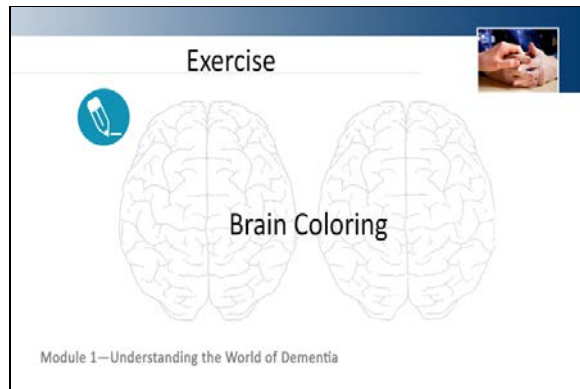 Exercise
Brain Coloring
Module 1—Understanding the World of Dementia